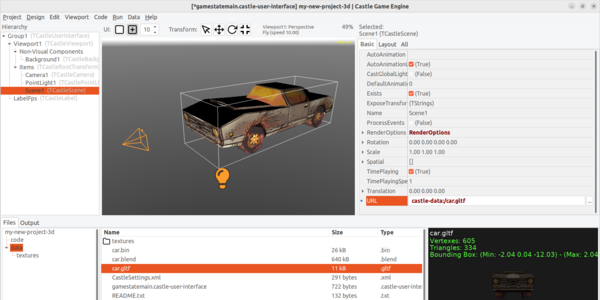 [*gamestatemain.castle-user-interface] my-new-project-3d | Castle Game Engine
Project Design Edit Viewport Code Run Data Help
Hierarchy
Group1 (TCastleUserInterface)
Viewport1 (TCastleViewport)
Non-Visual Components
Background1 (TCastleBackg
Items (TCastleRootTransform)
Camera1 (TCastleCamera)
PointLight1 (TCastlePointLi
Scene1 (TCastleScene)
LabelFps (TCastleLabel)
UI: 10 Transform:
Viewport1: Perspective
Fly (speed 10.00)
49%
Selected:
Scene1 (TCastleScene)
Basic Layout All
AutoAnimation
AutoAnimationL (True)
CastGlobalLight (False)
DefaultAnimation 0
Exists (True)
ExposeTransfor (TStrings)
Name Scene1
ProcessEvents (False)
RenderOptions RenderOptions
Rotation 0.00 0.00 0.00 0.00
Scale 1.00 1.00 1.00
Spatial []
TimePlaying (True)
TimePlayingSpe 1
Translation 0.00 0.00 0.00
URL castle-data:/car.gltf ...
Files Output
my-new-project-3d
code
data
textures
Name Size Type
textures
car.bin 26 kB .bin
car.blend 640 kB .blend
car.gltf 11 kB .gltf
CastleSettings.xml 291 bytes .xml
gamestatemain.castle-user-interface 722 bytes .castle-user-interface
README.txt 132 bytes .txt
car.gltf
Vertexes: 605
Triangles: 334
Bounding Box: (Min: -2.04 0.04 -12.03) - (Max: 2.04